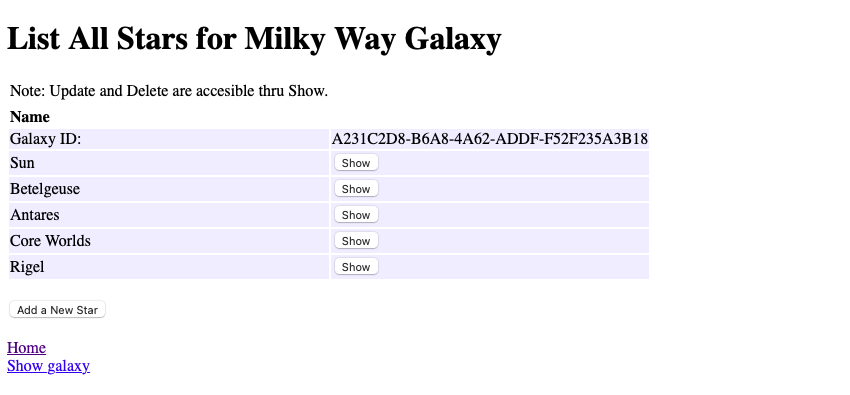 List All Stars for Milky Way Galaxy
Note: Update and Delete are accesible thru Show.
Name
Galaxy ID: A231C2D8-B6A8-4A62-ADDF-F52F235A3B18
Sun Show
Betelgeuse Show
Antares Show
Core Worlds Show
Rigel Show
Add a New Star
Home
Show galaxy